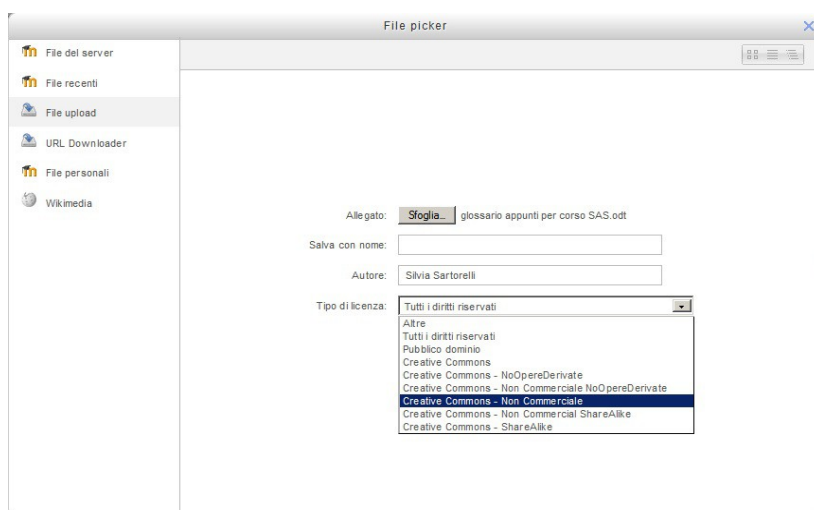 File picker
File del server
File recenti
File upload
URL Downloader
File personali
Wikimedia
Allegato: Sfoglia... glossario appunti per corso SAS.odt
Salva con nome:
Autore: Silvia Sartorelli
Tipo di licenza: Tutti i diritti riservati
Altre
Tutti i diritti riservati
Pubblico dominio
Creative Commons
Creative Commons - NoOpereDerivate
Creative Commons - Non Commerciale NoOpereDerivate
Creative Commons - Non Commerciale
Creative Commons - Non Commercial ShareAlike
Creative Commons - ShareAlike